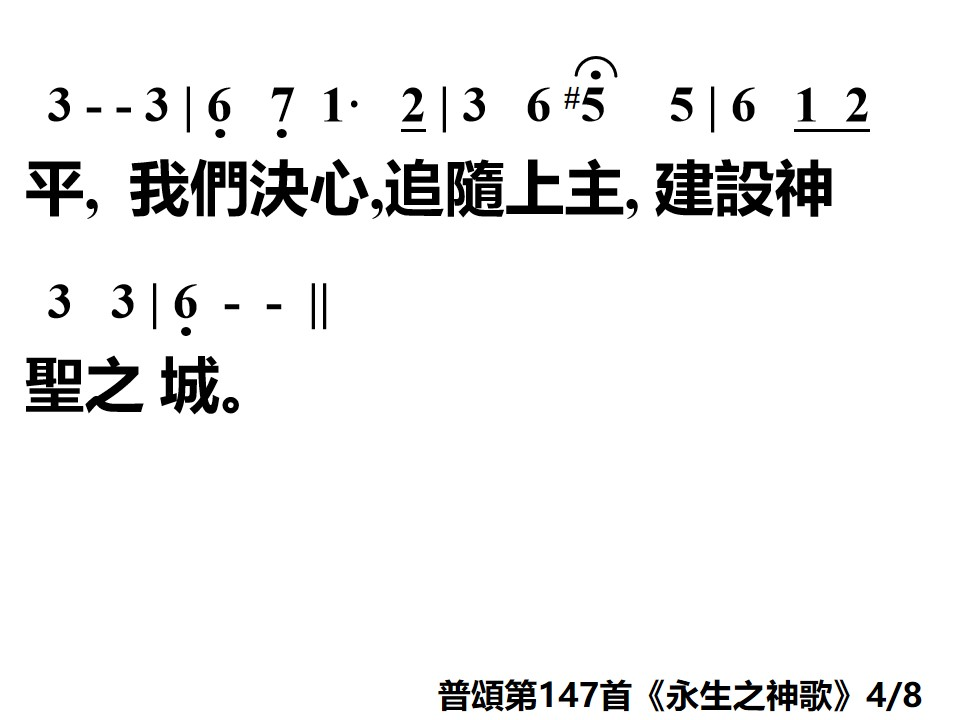 3 - - 3 | 6̣ 7̣ 1· 2 | 3 6 #5 5 | 6 1 2
平, 我們決心,追隨上主, 建設神
3 3 | 6̣ - - ‖
聖之 城。
普頌第147首《永生之神歌》4/8